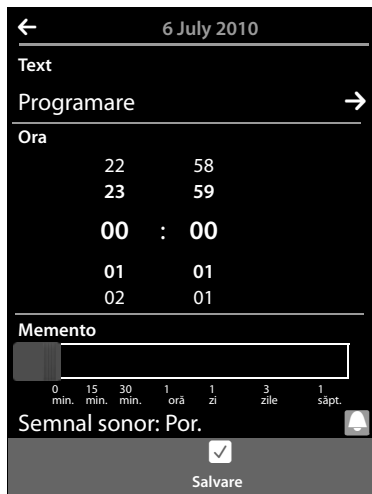 6 July 2010
Text
Programare
Ora
22 58
23 59
00 : 00
01 01
02 01
Memento
0 min. 15 min. 30 min. 1 oră 1 zi 3 zile 1 săpt.
Semnal sonor: Por.
Salvare